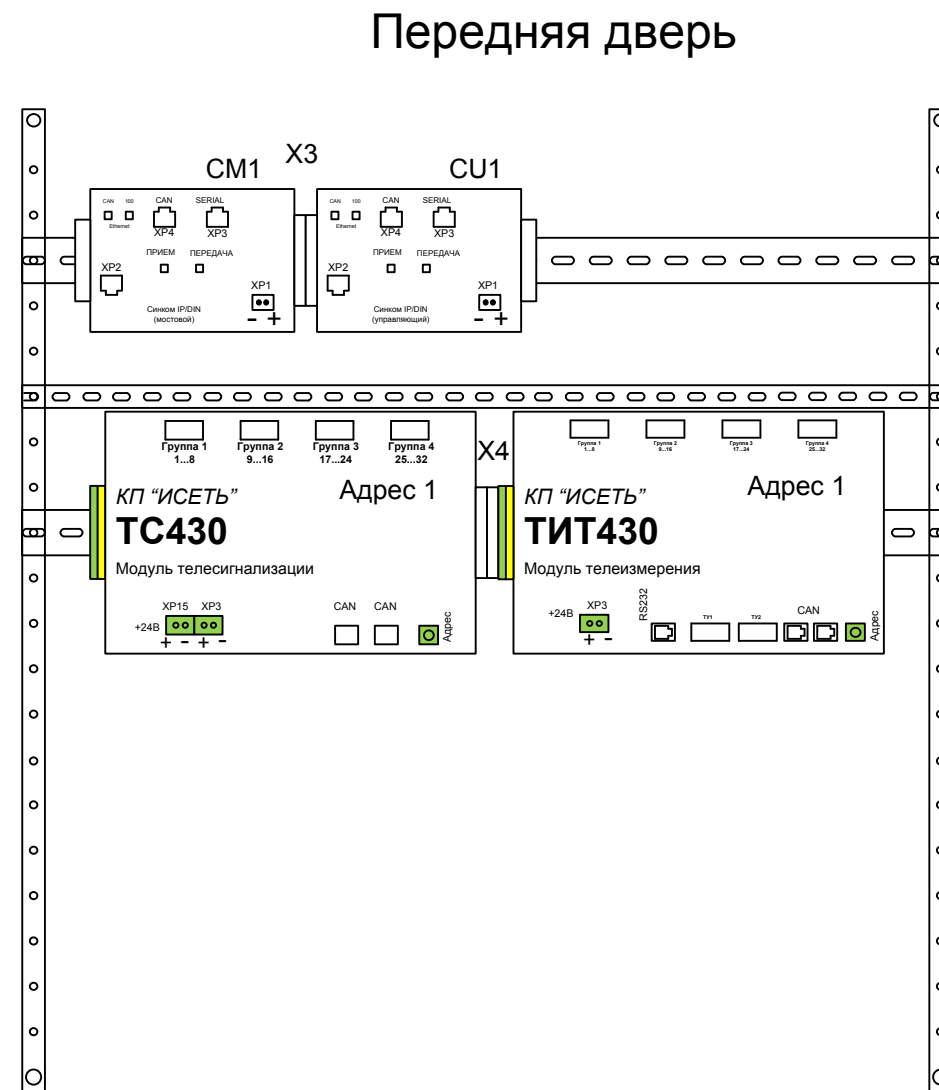 Передняя дверь
X3
CM1
CU1
CAN 100 CAN SERIAL
Ethernet
XP4 XP3
ПРИЕМ ПЕРЕДАЧА
XP2
XP1
Синком IP/DIN
(мостовой)
− +
CAN 100 CAN SERIAL
Ethernet
XP4 XP3
ПРИЕМ ПЕРЕДАЧА
XP2
XP1
Синком IP/DIN
(управляющий)
− +
Группа 1 Группа 2 Группа 3 Группа 4
1...8 9...16 17...24 25...32
КП “ИСЕТЬ” Адрес 1
ТС430
Модуль телесигнализации
XP15 XP3
+24В
+ − + −
CAN CAN
Адрес
X4
Группа 1 Группа 2 Группа 3 Группа 4
1...8 9...16 17...24 25...32
КП “ИСЕТЬ” Адрес 1
ТИТ430
Модуль телеизмерения
XP3
+24В
+ −
RS232
ТУ1 ТУ2
CAN
Адрес